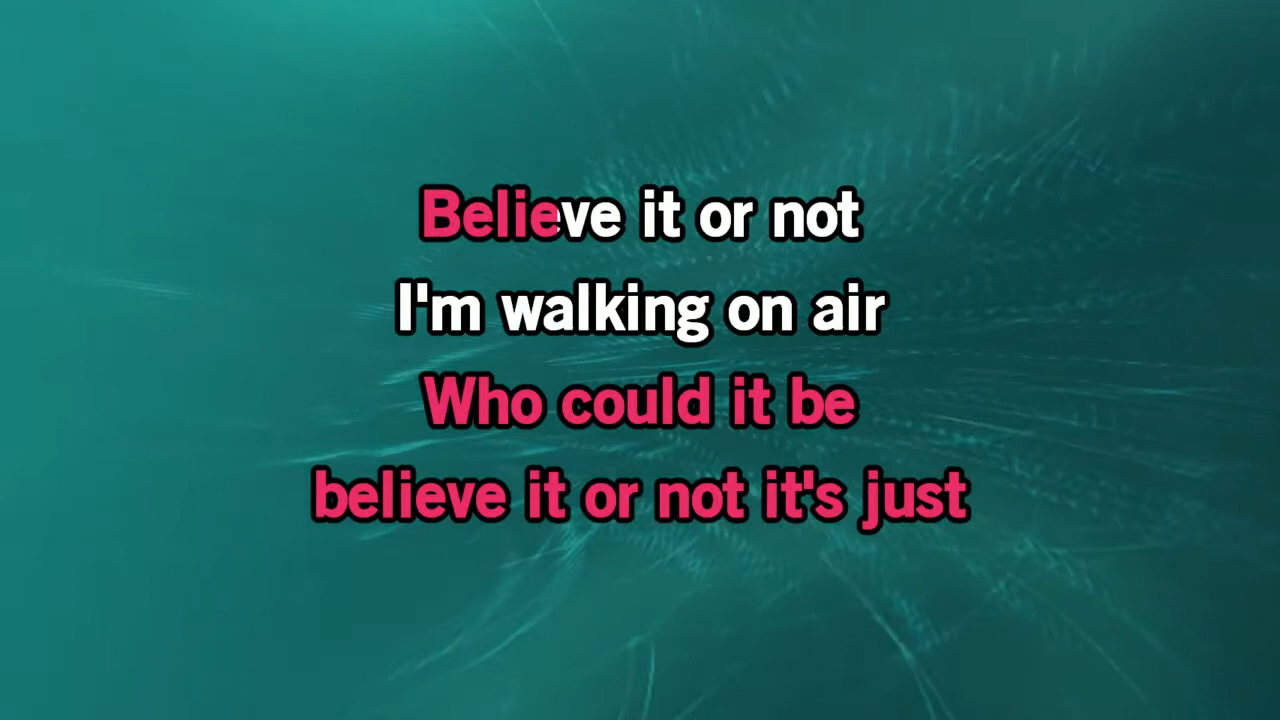 Believe it or not
I'm walking on air
Who could it be
believe it or not it's just